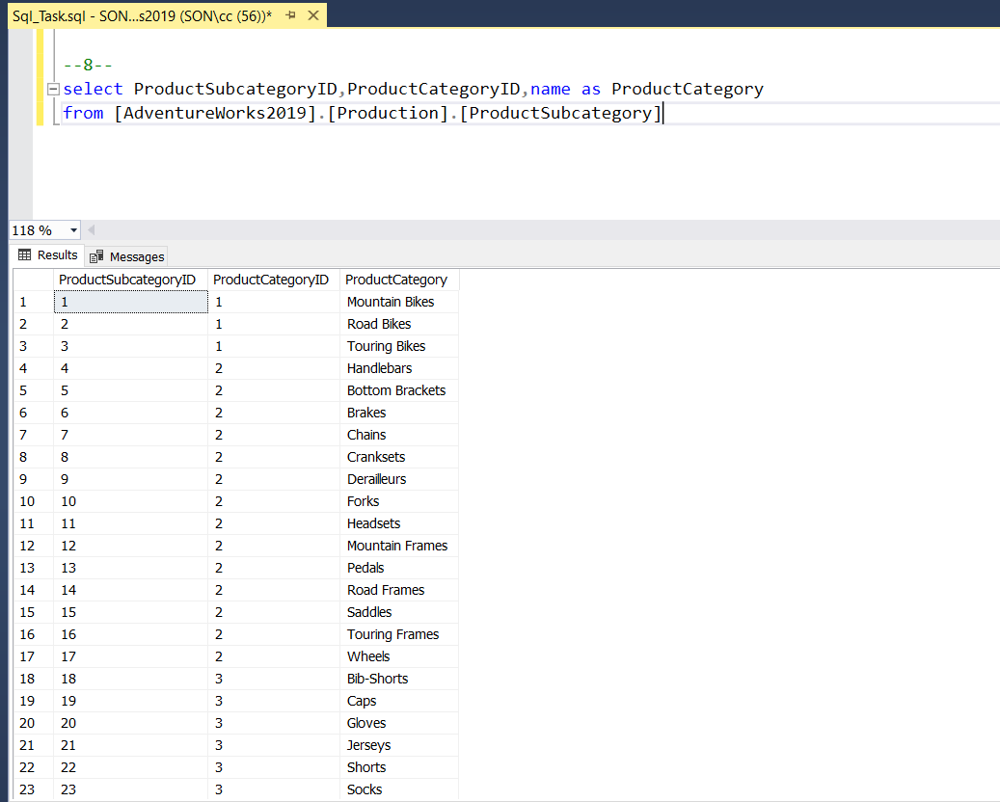 Sql_Task.sql - SON...s2019 (SON\cc (56))*
--8--
select ProductSubcategoryID,ProductCategoryID,name as ProductCategory
from [AdventureWorks2019].[Production].[ProductSubcategory]
118 %
Results Messages
ProductSubcategoryID ProductCategoryID ProductCategory
1 1 1 Mountain Bikes
2 2 1 Road Bikes
3 3 1 Touring Bikes
4 4 2 Handlebars
5 5 2 Bottom Brackets
6 6 2 Brakes
7 7 2 Chains
8 8 2 Cranksets
9 9 2 Derailleurs
10 10 2 Forks
11 11 2 Headsets
12 12 2 Mountain Frames
13 13 2 Pedals
14 14 2 Road Frames
15 15 2 Saddles
16 16 2 Touring Frames
17 17 2 Wheels
18 18 3 Bib-Shorts
19 19 3 Caps
20 20 3 Gloves
21 21 3 Jerseys
22 22 3 Shorts
23 23 3 Socks